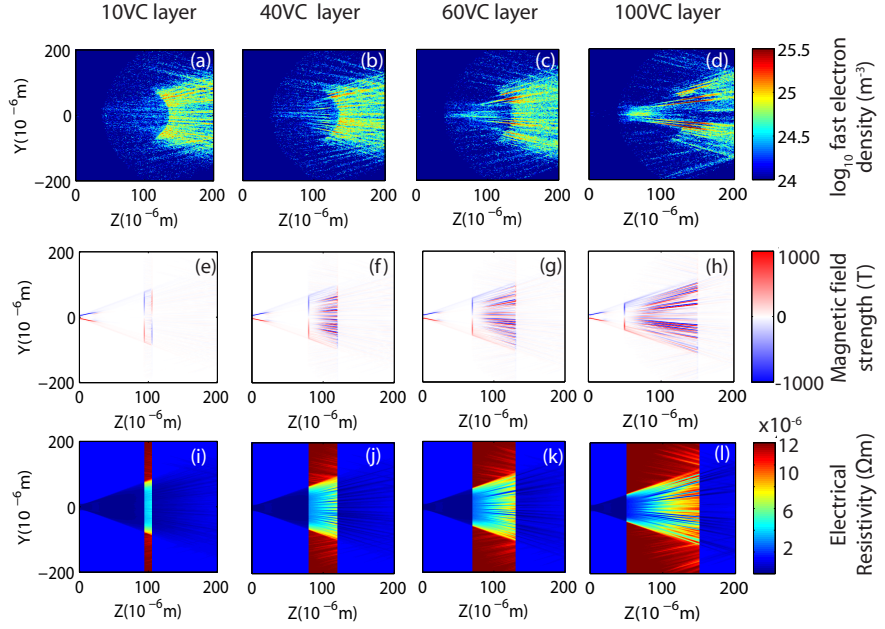 10VC layer 40VC layer 60VC layer 100VC layer
200 (a) (b) (c) (d) 25.5
25
0 24.5
-200 24
0 100 200 0 100 200 0 100 200 0 100 200
Y(10⁻⁶m)
Z(10⁻⁶m) Z(10⁻⁶m) Z(10⁻⁶m) Z(10⁻⁶m)
log₁₀ fast electron
density (m⁻³)
200 (e) (f) (g) (h) 1000
0 0
-200 -1000
0 100 200 0 100 200 0 100 200 0 100 200
Y(10⁻⁶m)
Z(10⁻⁶m) Z(10⁻⁶m) Z(10⁻⁶m) Z(10⁻⁶m)
Magnetic field
strength (T)
x10⁻⁶
200 (i) (j) (k) (l) 12
10
8
0 6
4
2
-200
0 100 200 0 100 200 0 100 200 0 100 200
Y(10⁻⁶m)
Z(10⁻⁶m) Z(10⁻⁶m) Z(10⁻⁶m) Z(10⁻⁶m)
Electrical
Resistivity (Ωm)